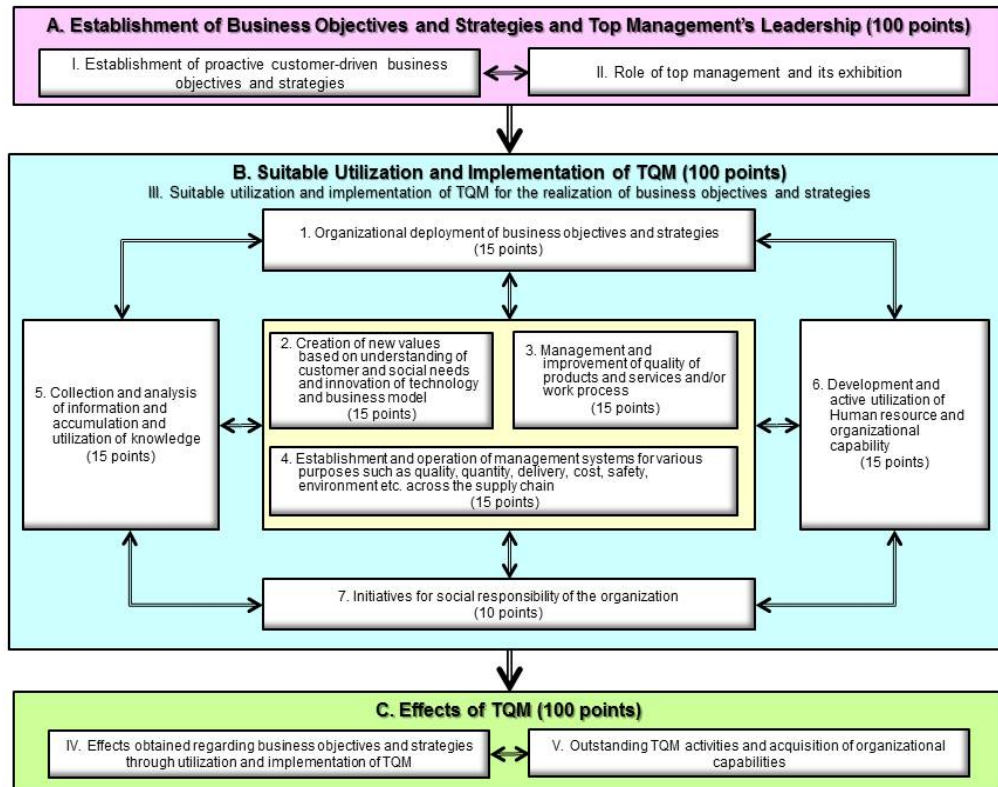 A. Establishment of Business Objectives and Strategies and Top Management's Leadership (100 points)
I. Establishment of proactive customer-driven business
objectives and strategies
II. Role of top management and its exhibition
B. Suitable Utilization and Implementation of TQM (100 points)
III. Suitable utilization and implementation of TQM for the realization of business objectives and strategies
1. Organizational deployment of business objectives and strategies
(15 points)
5. Collection and analysis
of information and
accumulation and
utilization of knowledge
(15 points)
2. Creation of new values
based on understanding of
customer and social needs
and innovation of technology
and business model
(15 points)
3. Management and
improvement of quality of
products and services and/or
work process
(15 points)
4. Establishment and operation of management systems for various
purposes such as quality, quantity, delivery, cost, safety,
environment etc. across the supply chain
(15 points)
6. Development and
active utilization of
Human resource and
organizational
capability
(15 points)
7. Initiatives for social responsibility of the organization
(10 points)
C. Effects of TQM (100 points)
IV. Effects obtained regarding business objectives and strategies
through utilization and implementation of TQM
V. Outstanding TQM activities and acquisition of organizational
capabilities